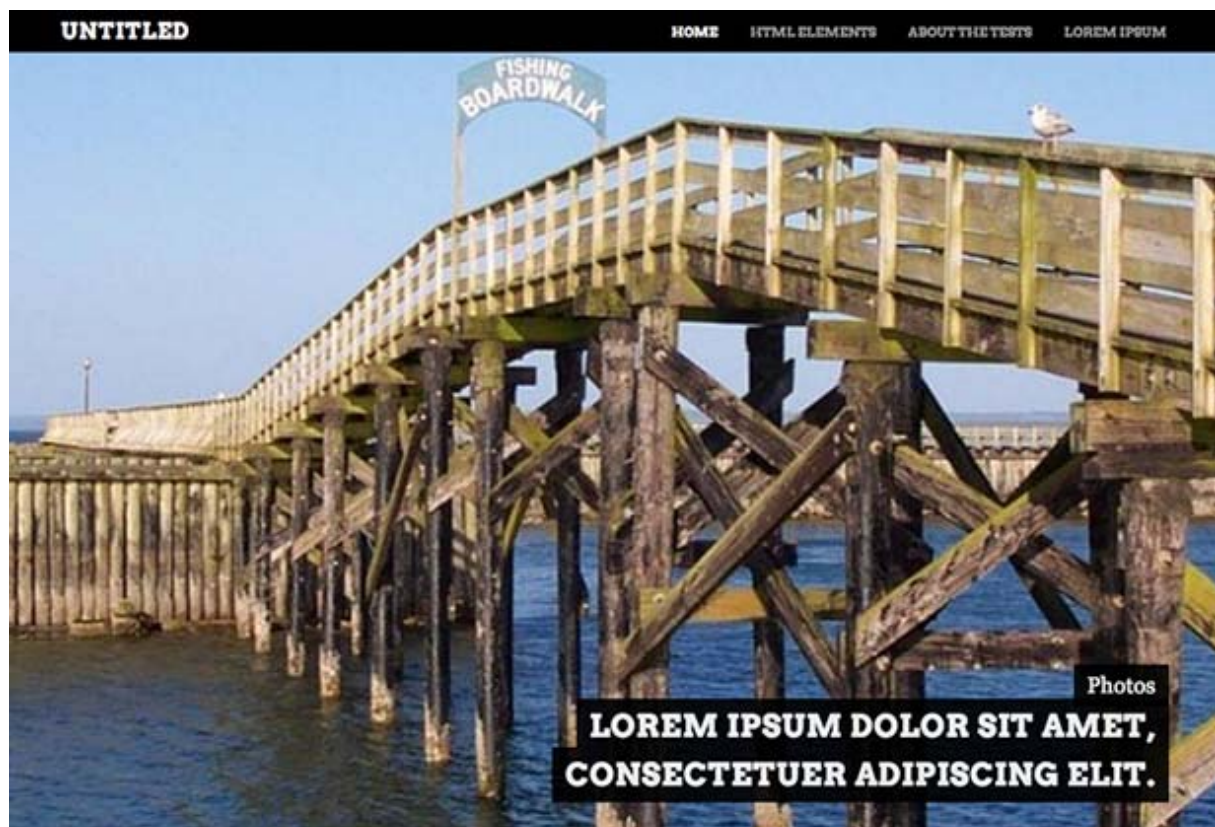 UNTITLED
HOME HTML ELEMENTS ABOUT THE TESTS LOREM IPSUM
FISHING
BOARDWALK
Photos
LOREM IPSUM DOLOR SIT AMET,
CONSECTETUER ADIPISCING ELIT.